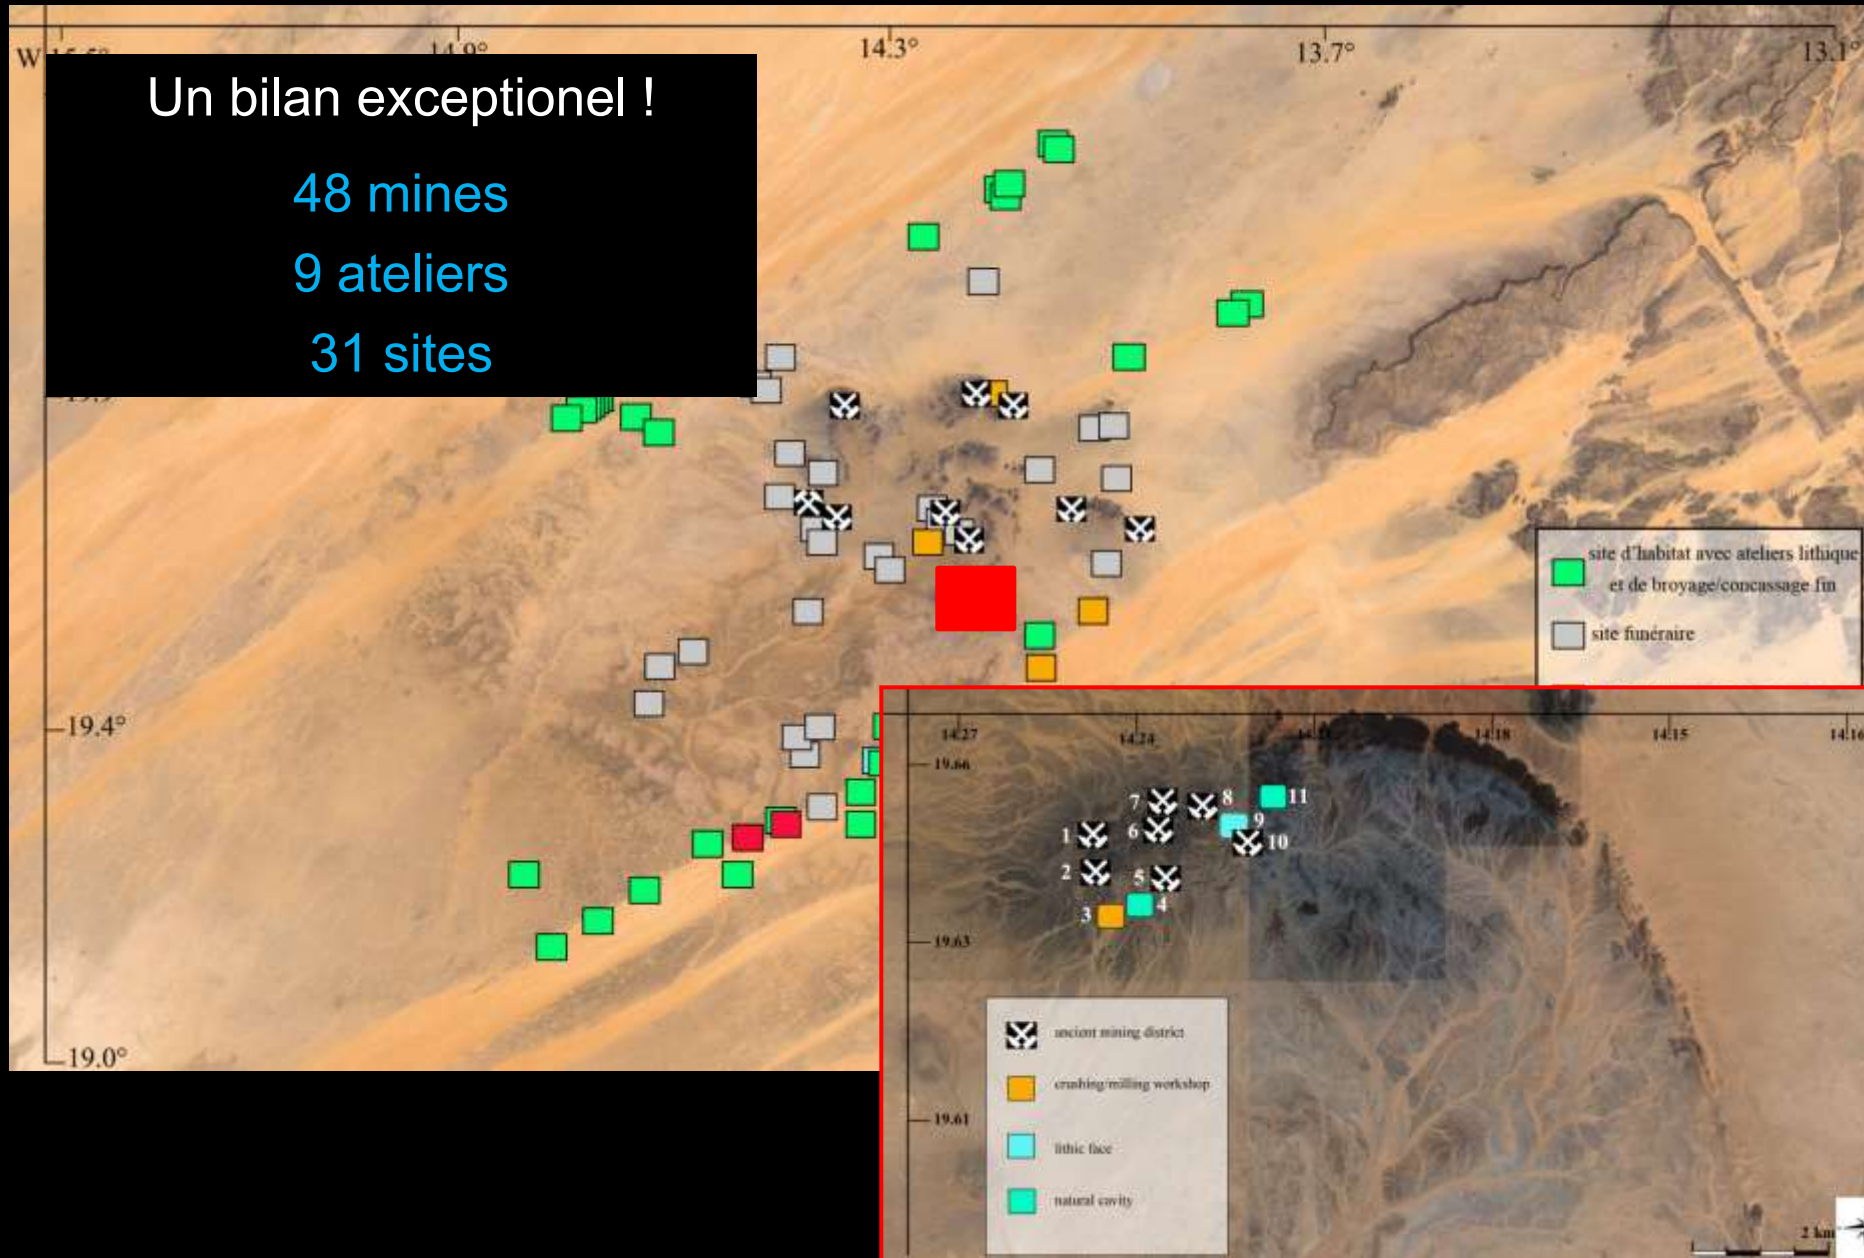 W
14.9°
14.3°
13.7°
13.1°
Un bilan exceptionel !
48 mines
9 ateliers
31 sites
19.4°
19.0°
site d'habitat avec ateliers lithique
et de broyage/concassage fin
site funéraire
14.27
14.24
14.18
14.15
14.16
19.66
19.63
19.61
7
8
11
1
6
9
10
2
5
3
4
ancient mining district
crushing/milling workshop
lithic face
natural cavity
2 km